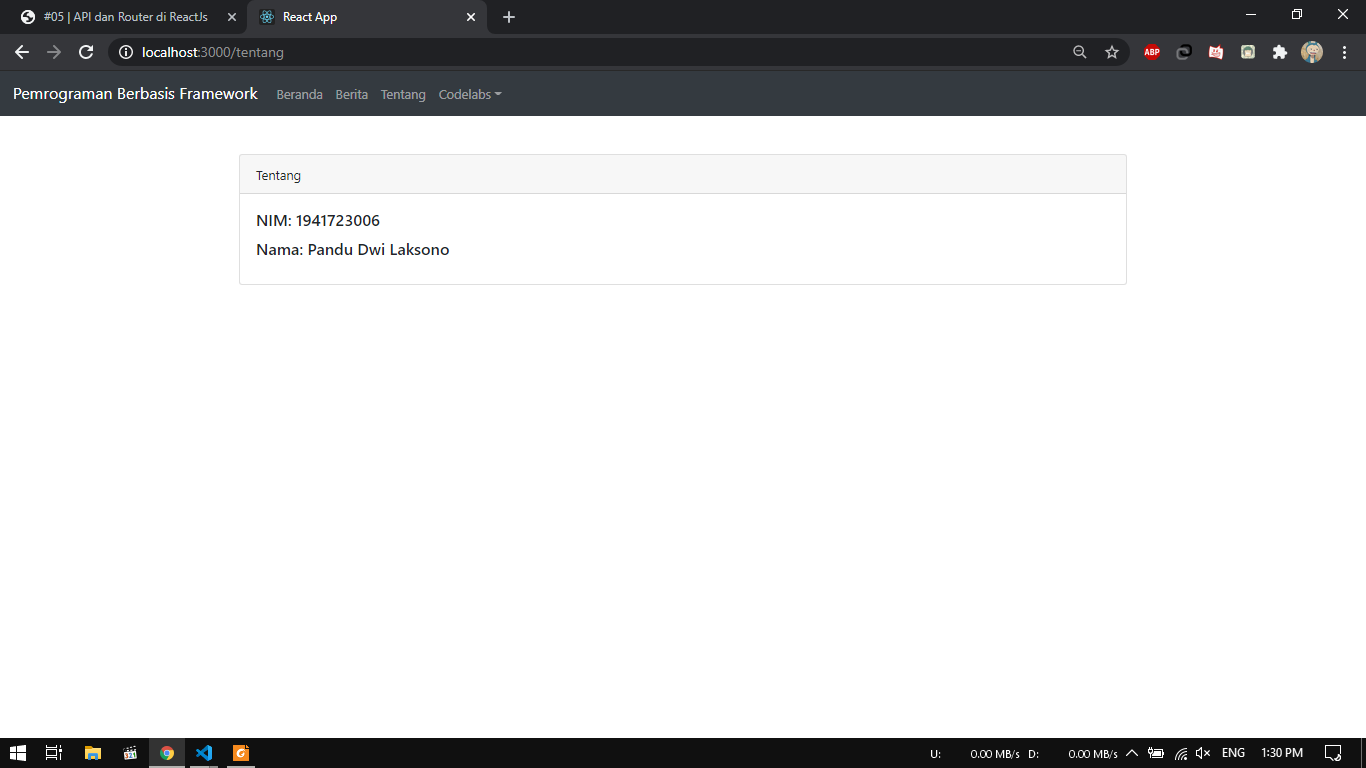 #05 | API dan Router di ReactJs
React App
localhost:3000/tentang
ABP
Pemrograman Berbasis Framework
Beranda
Berita
Tentang
Codelabs
Tentang
NIM: 1941723006
Nama: Pandu Dwi Laksono
U: 0.00 MB/s D: 0.00 MB/s
ENG
1:30 PM